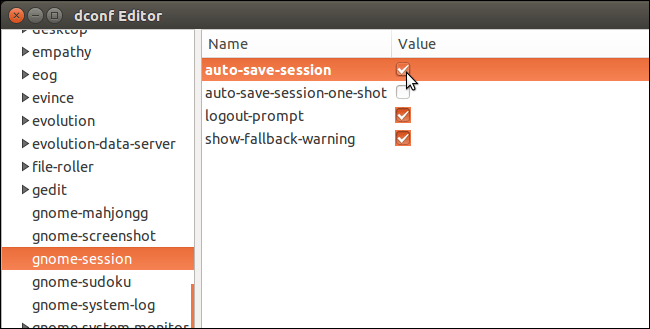 dconf Editor
desktop
empathy
eog
evince
evolution
evolution-data-server
file-roller
gedit
gnome-mahjongg
gnome-screenshot
gnome-session
gnome-sudoku
gnome-system-log
gnome-system-monitor
Name Value
auto-save-session
auto-save-session-one-shot
logout-prompt
show-fallback-warning